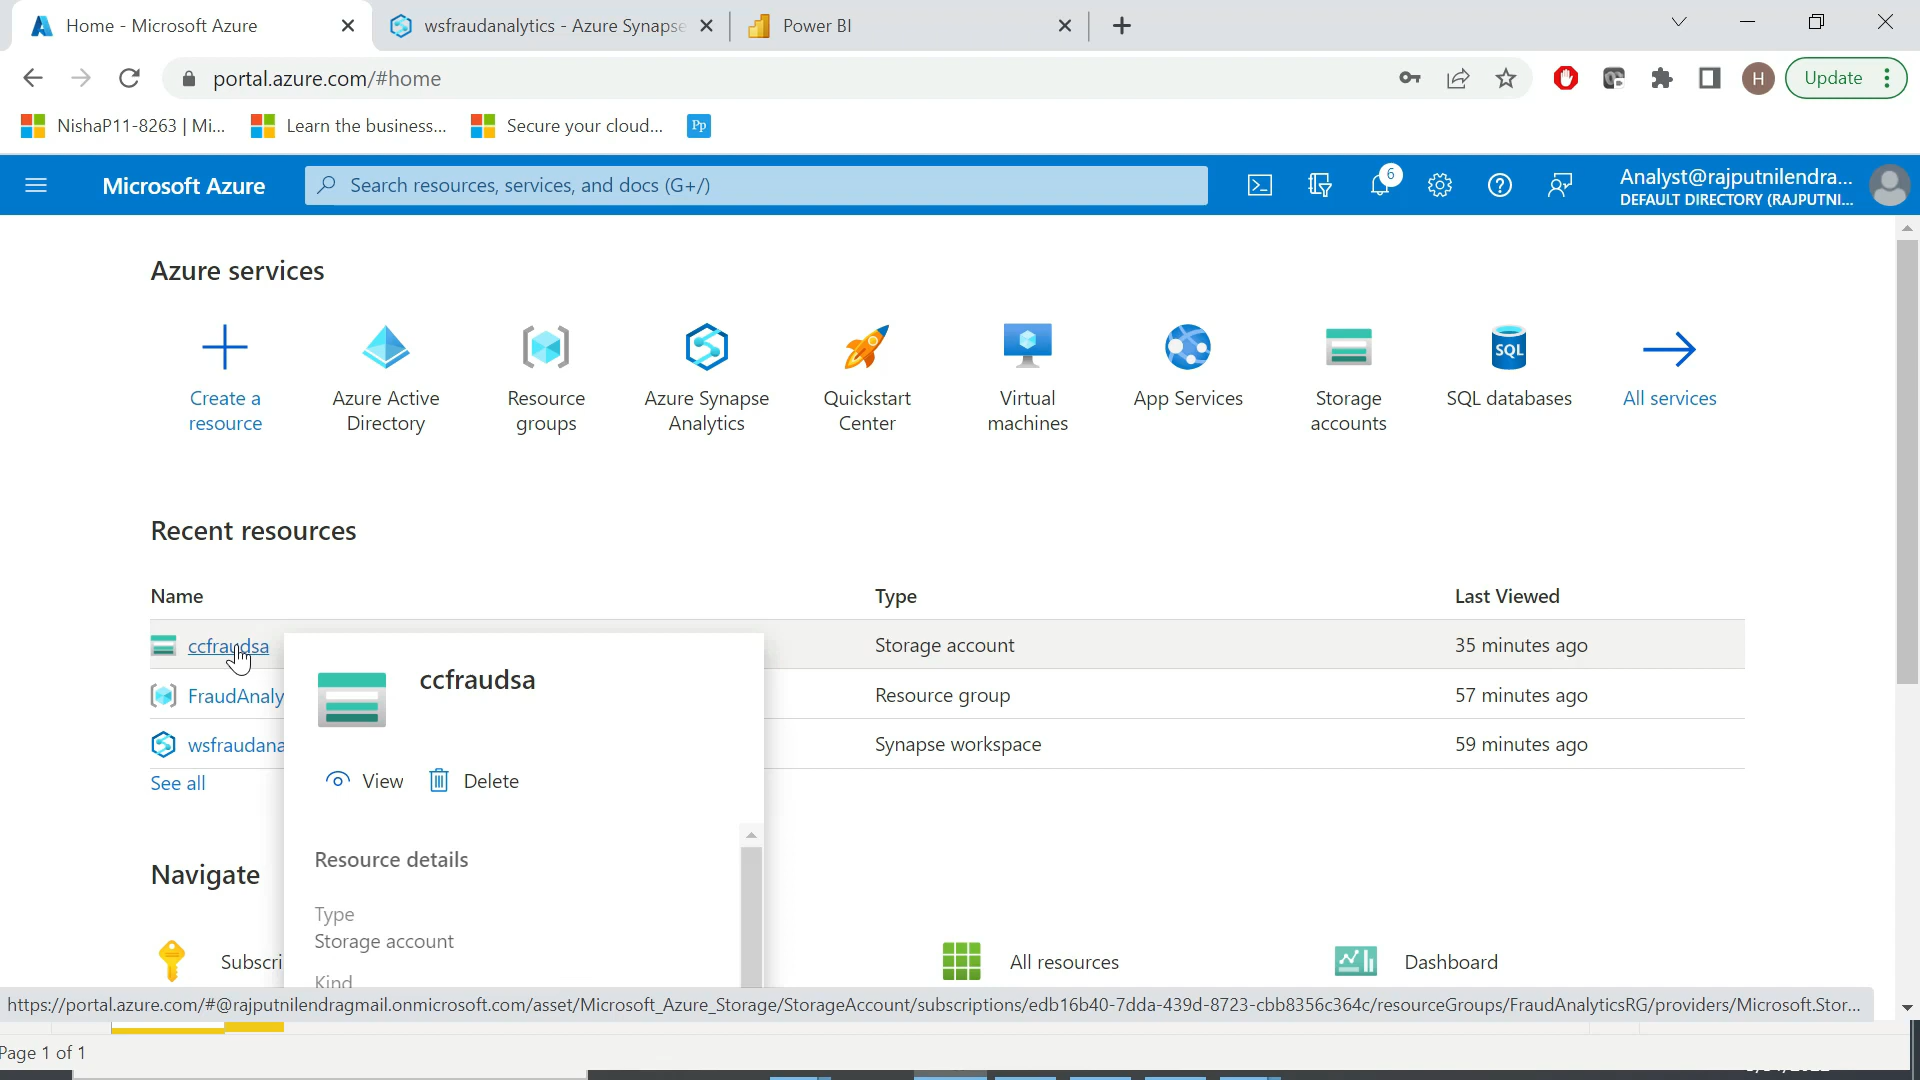 Home - Microsoft Azure
wsfraudanalytics - Azure Synapse
Power BI
portal.azure.com/#home
H
Update
NishaP11-8263 | Mi...
Learn the business...
Secure your cloud...
Pp
Microsoft Azure
Search resources, services, and docs (G+/)
6
Analyst@rajputnilendra...
DEFAULT DIRECTORY (RAJPUTNI...
Azure services
Create a
resource
Azure Active
Directory
Resource
groups
Azure Synapse
Analytics
Quickstart
Center
Virtual
machines
App Services
Storage
accounts
SQL
SQL databases
All services
Recent resources
Name
Type
Last Viewed
ccfraudsa
Storage account
35 minutes ago
FraudAnaly
Resource group
57 minutes ago
wsfraudana
Synapse workspace
59 minutes ago
See all
ccfraudsa
View
Delete
Resource details
Type
Storage account
Kind
Navigate
Subscri
All resources
Dashboard
https://portal.azure.com/#@rajputnilendragmail.onmicrosoft.com/asset/Microsoft_Azure_Storage/StorageAccount/subscriptions/edb16b40-7dda-439d-8723-cbb8356c364c/resourceGroups/FraudAnalyticsRG/providers/Microsoft.Stor...
Page 1 of 1